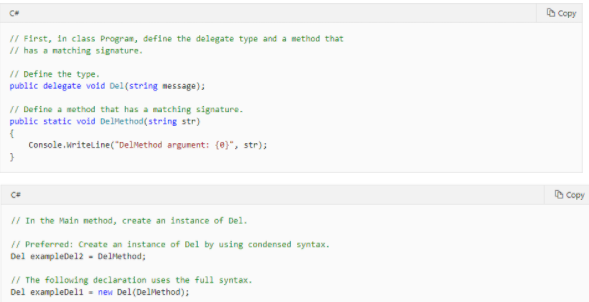 C#
Copy
// First, in class Program, define the delegate type and a method that
// has a matching signature.
// Define the type.
public delegate void Del(string message);
// Define a method that has a matching signature.
public static void DelMethod(string str)
{
    Console.WriteLine("DelMethod argument: {0}", str);
}
C#
Copy
// In the Main method, create an instance of Del.
// Preferred: Create an instance of Del by using condensed syntax.
Del exampleDel2 = DelMethod;
// The following declaration uses the full syntax.
Del exampleDel1 = new Del(DelMethod);